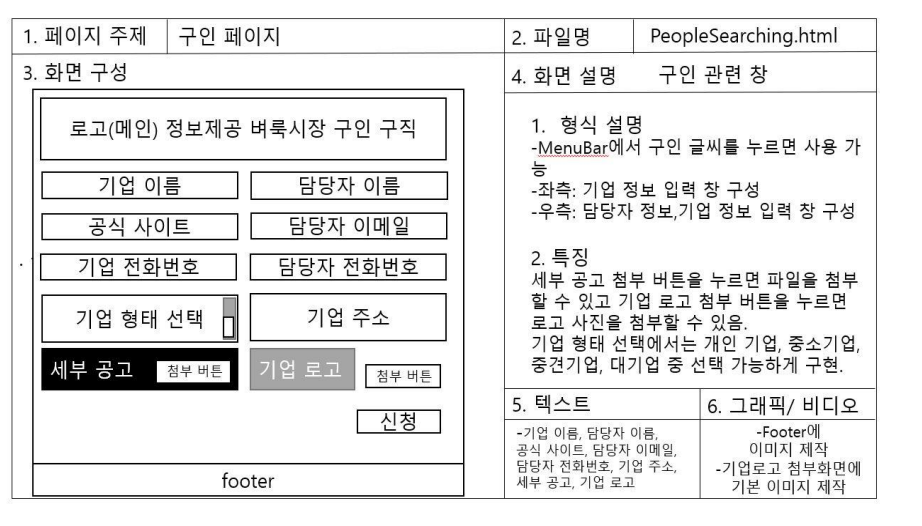 1. 페이지 주제
구인 페이지
2. 파일명
PeopleSearching.html
3. 화면 구성
로고(메인) 정보제공 벼룩시장 구인 구직
기업 이름
담당자 이름
공식 사이트
담당자 이메일
기업 전화번호
담당자 전화번호
기업 형태 선택
기업 주소
세부 공고
첨부 버튼
기업 로고
첨부 버튼
신청
footer
4. 화면 설명
구인 관련 창
1. 형식 설명
-MenuBar에서 구인 글씨를 누르면 사용 가
능
-좌측: 기업 정보 입력 창 구성
-우측: 담당자 정보,기업 정보 입력 창 구성
2. 특징
세부 공고 첨부 버튼을 누르면 파일을 첨부
할 수 있고 기업 로고 첨부 버튼을 누르면
로고 사진을 첨부할 수 있음.
기업 형태 선택에서는 개인 기업, 중소기업,
중견기업, 대기업 중 선택 가능하게 구현.
5. 텍스트
-기업 이름, 담당자 이름,
공식 사이트, 담당자 이메일,
담당자 전화번호, 기업 주소,
세부 공고, 기업 로고
6. 그래픽/ 비디오
-Footer에
이미지 제작
-기업로고 첨부화면에
기본 이미지 제작